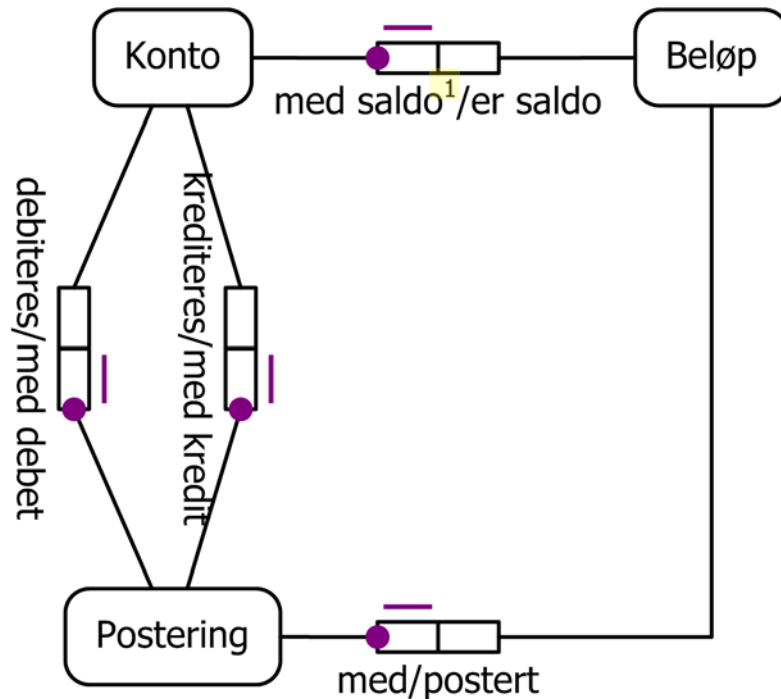 Konto
Beløp
med saldo¹/er saldo
debiteres/med debet
krediteres/med kredit
Postering
med/postert